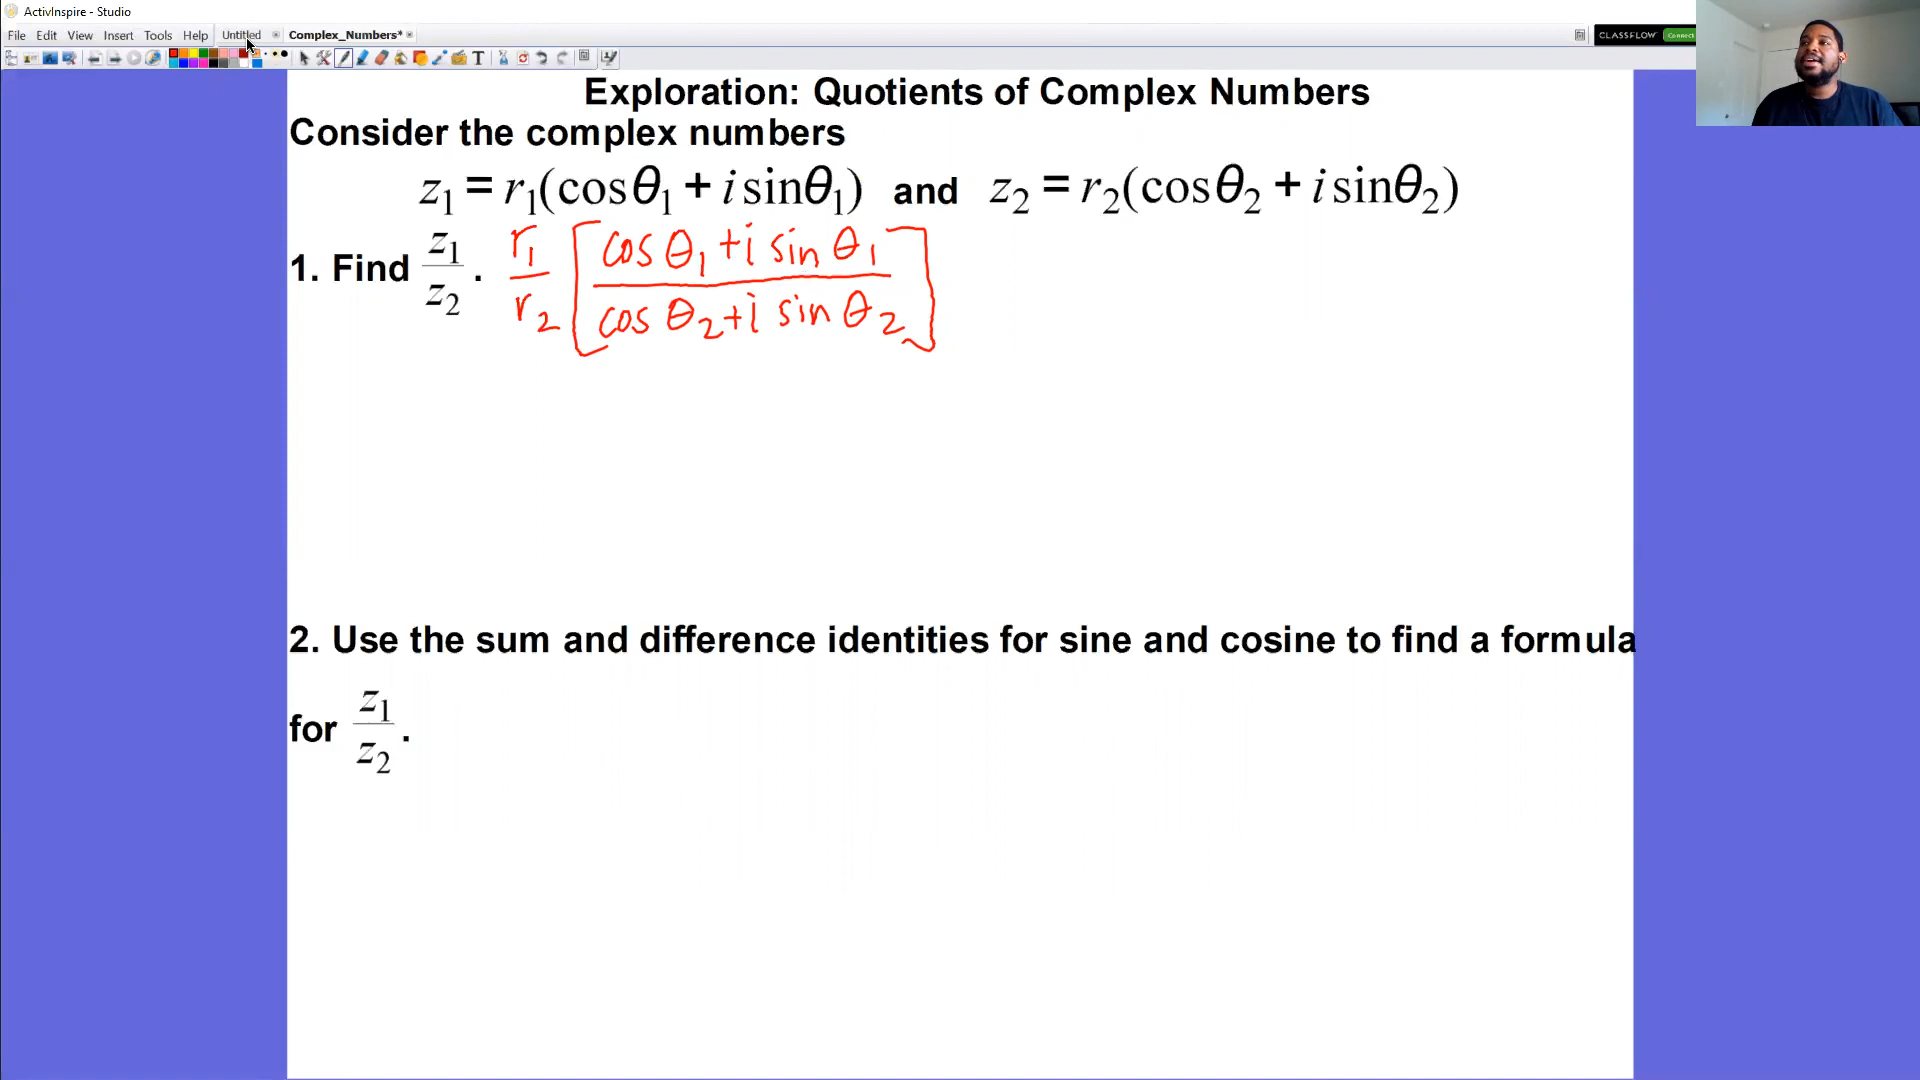 ActivInspire - Studio
File Edit View Insert Tools Help Untitled Complex_Numbers*
CLASSFLOW Connect
Exploration: Quotients of Complex Numbers
Consider the complex numbers
z₁ = r₁(cosθ₁ + i sinθ₁) and z₂ = r₂(cosθ₂ + i sinθ₂)
1. Find z₁/z₂. r₁/r₂ [(cos θ₁ + i sin θ₁)/(cos θ₂ + i sin θ₂)]
2. Use the sum and difference identities for sine and cosine to find a formula
for z₁/z₂.